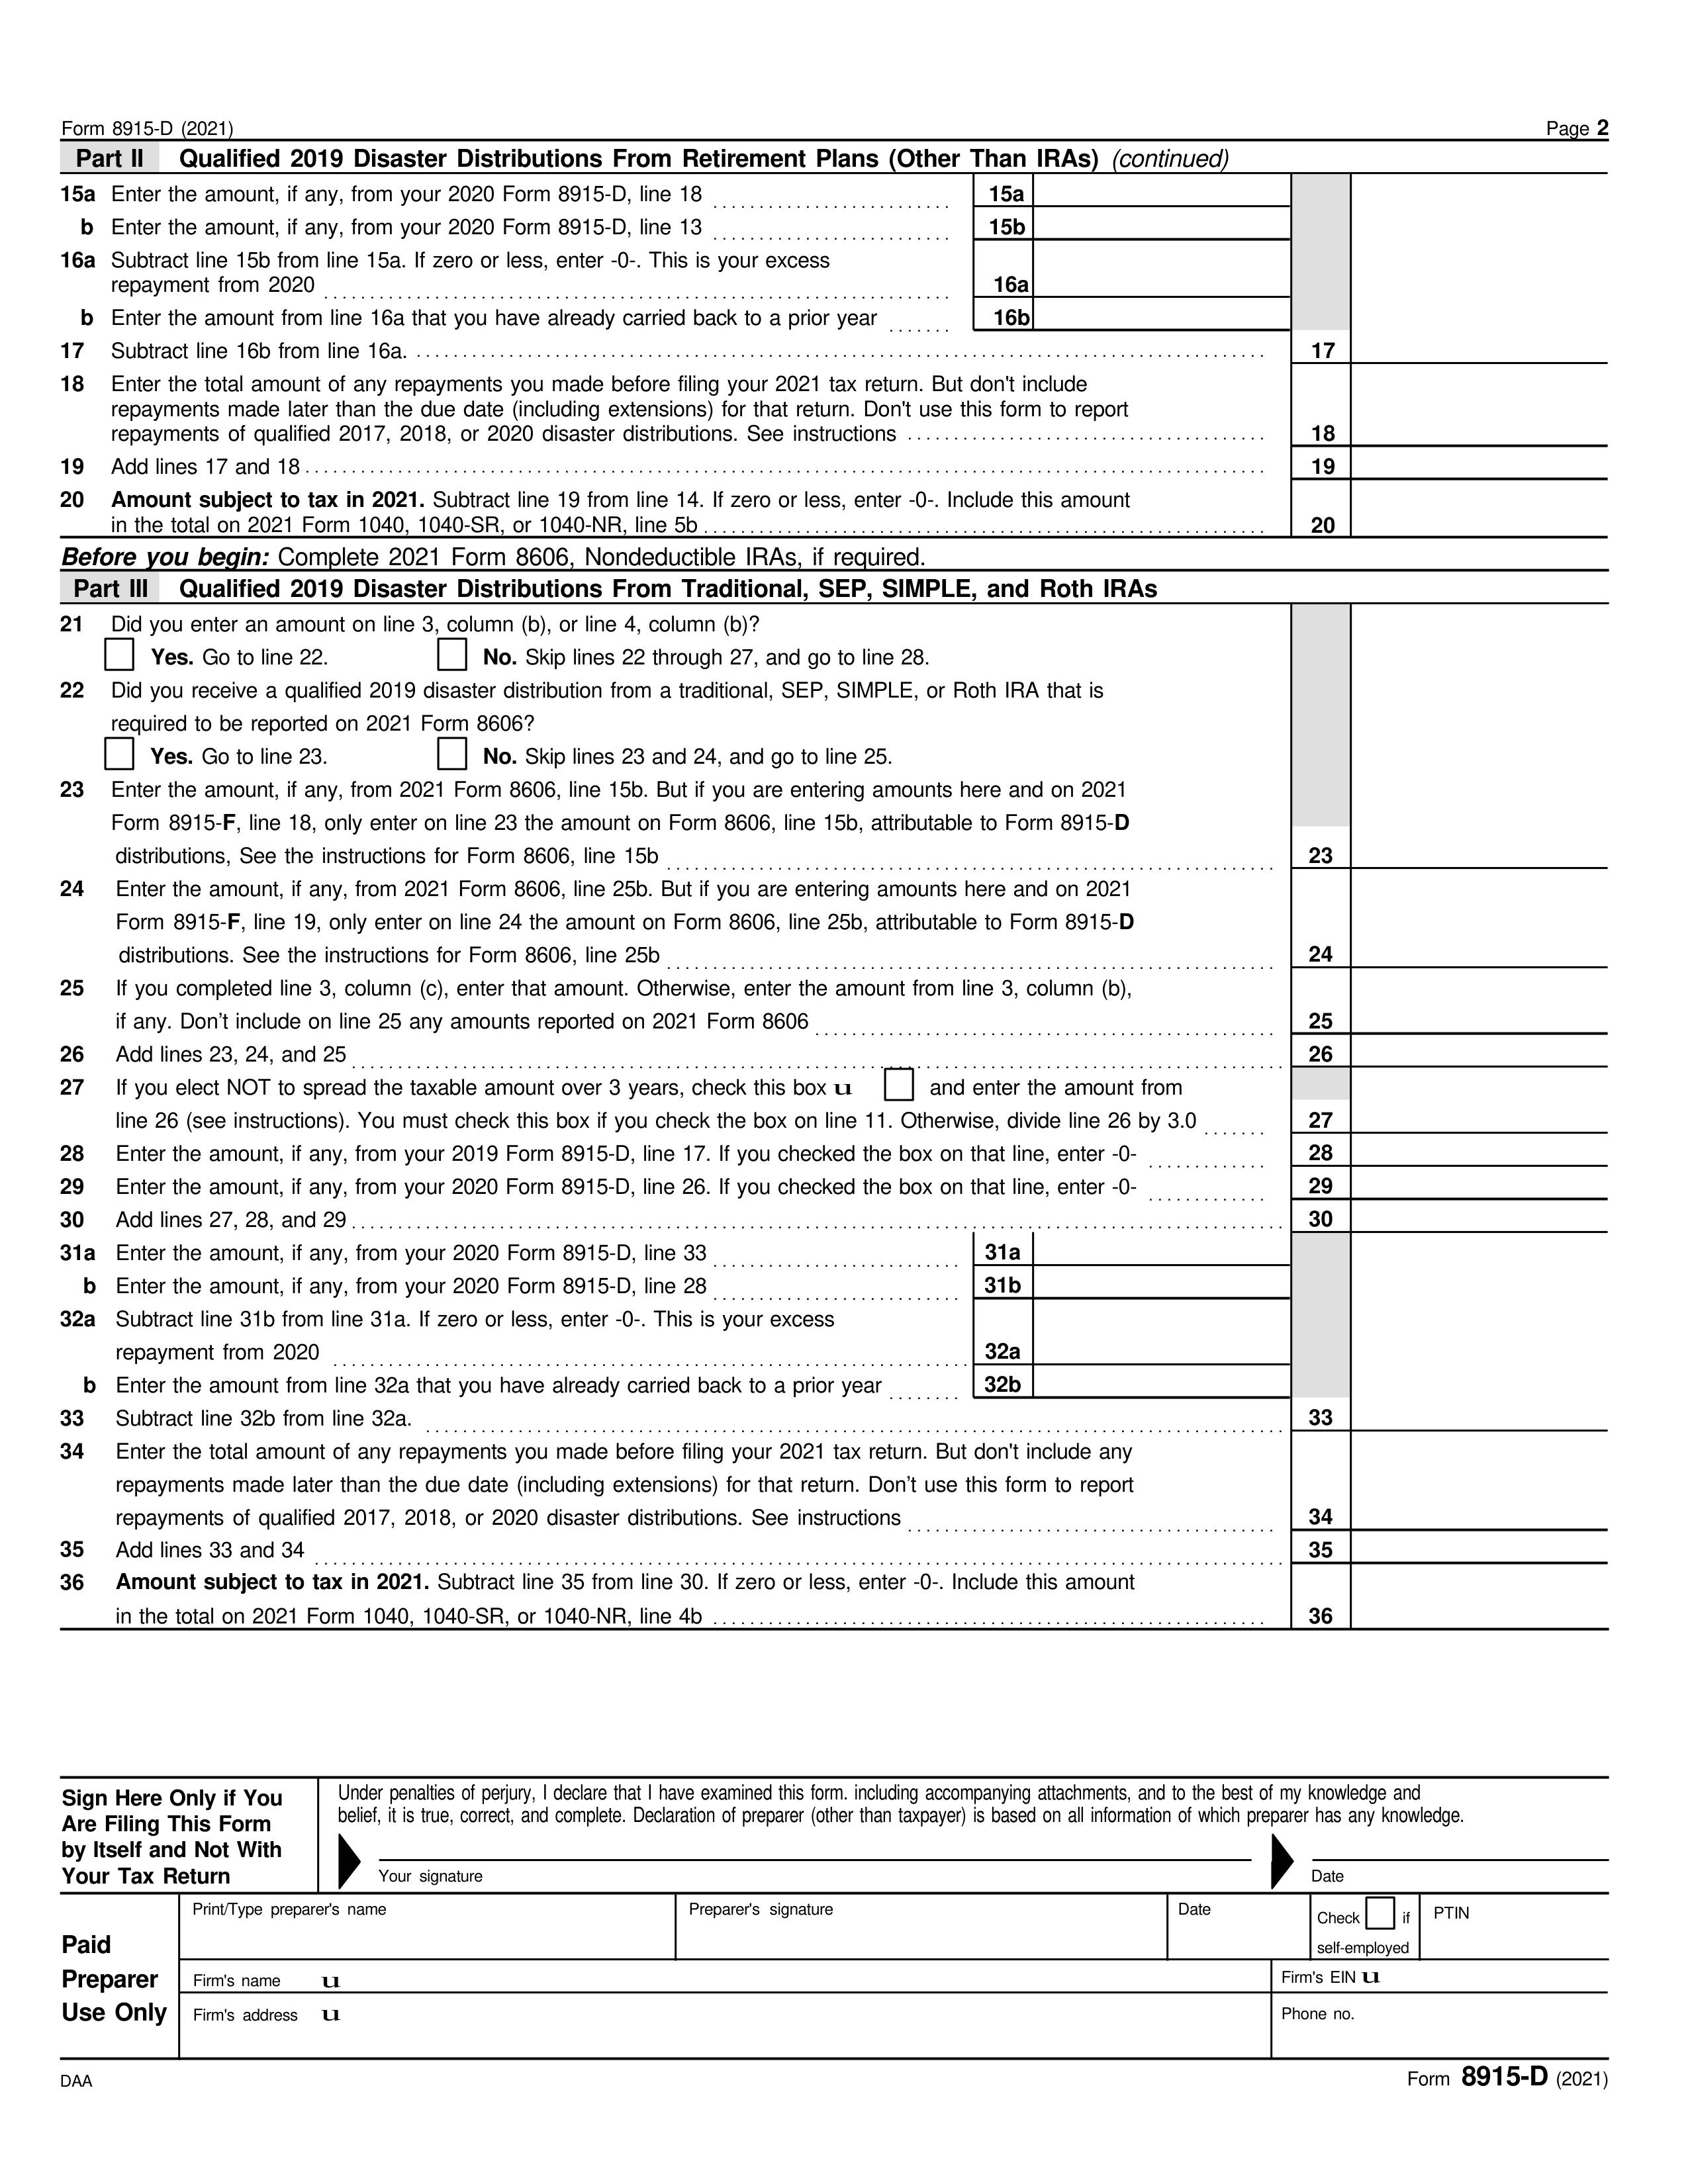 Form 8915-D (2021) Page 2
Part II Qualified 2019 Disaster Distributions From Retirement Plans (Other Than IRAs) (continued)
15a Enter the amount, if any, from your 2020 Form 8915-D, line 18 15a
b Enter the amount, if any, from your 2020 Form 8915-D, line 13 15b
16a Subtract line 15b from line 15a. If zero or less, enter -0-. This is your excess
repayment from 2020 16a
b Enter the amount from line 16a that you have already carried back to a prior year 16b
17 Subtract line 16b from line 16a. 17
18 Enter the total amount of any repayments you made before filing your 2021 tax return. But don't include
repayments made later than the due date (including extensions) for that return. Don't use this form to report
repayments of qualified 2017, 2018, or 2020 disaster distributions. See instructions 18
19 Add lines 17 and 18 19
20 Amount subject to tax in 2021. Subtract line 19 from line 14. If zero or less, enter -0-. Include this amount
in the total on 2021 Form 1040, 1040-SR, or 1040-NR, line 5b 20
Before you begin: Complete 2021 Form 8606, Nondeductible IRAs, if required.
Part III Qualified 2019 Disaster Distributions From Traditional, SEP, SIMPLE, and Roth IRAs
21 Did you enter an amount on line 3, column (b), or line 4, column (b)?
Yes. Go to line 22. No. Skip lines 22 through 27, and go to line 28.
22 Did you receive a qualified 2019 disaster distribution from a traditional, SEP, SIMPLE, or Roth IRA that is
required to be reported on 2021 Form 8606?
Yes. Go to line 23. No. Skip lines 23 and 24, and go to line 25.
23 Enter the amount, if any, from 2021 Form 8606, line 15b. But if you are entering amounts here and on 2021
Form 8915-F, line 18, only enter on line 23 the amount on Form 8606, line 15b, attributable to Form 8915-D
distributions, See the instructions for Form 8606, line 15b 23
24 Enter the amount, if any, from 2021 Form 8606, line 25b. But if you are entering amounts here and on 2021
Form 8915-F, line 19, only enter on line 24 the amount on Form 8606, line 25b, attributable to Form 8915-D
distributions. See the instructions for Form 8606, line 25b 24
25 If you completed line 3, column (c), enter that amount. Otherwise, enter the amount from line 3, column (b),
if any. Don’t include on line 25 any amounts reported on 2021 Form 8606 25
26 Add lines 23, 24, and 25 26
27 If you elect NOT to spread the taxable amount over 3 years, check this box u and enter the amount from
line 26 (see instructions). You must check this box if you check the box on line 11. Otherwise, divide line 26 by 3.0 27
28 Enter the amount, if any, from your 2019 Form 8915-D, line 17. If you checked the box on that line, enter -0- 28
29 Enter the amount, if any, from your 2020 Form 8915-D, line 26. If you checked the box on that line, enter -0- 29
30 Add lines 27, 28, and 29 30
31a Enter the amount, if any, from your 2020 Form 8915-D, line 33 31a
b Enter the amount, if any, from your 2020 Form 8915-D, line 28 31b
32a Subtract line 31b from line 31a. If zero or less, enter -0-. This is your excess
repayment from 2020 32a
b Enter the amount from line 32a that you have already carried back to a prior year 32b
33 Subtract line 32b from line 32a. 33
34 Enter the total amount of any repayments you made before filing your 2021 tax return. But don't include any
repayments made later than the due date (including extensions) for that return. Don’t use this form to report
repayments of qualified 2017, 2018, or 2020 disaster distributions. See instructions 34
35 Add lines 33 and 34 35
36 Amount subject to tax in 2021. Subtract line 35 from line 30. If zero or less, enter -0-. Include this amount
in the total on 2021 Form 1040, 1040-SR, or 1040-NR, line 4b 36
Sign Here Only if You
Are Filing This Form
by Itself and Not With
Your Tax Return
Under penalties of perjury, I declare that I have examined this form. including accompanying attachments, and to the best of my knowledge and
belief, it is true, correct, and complete. Declaration of preparer (other than taxpayer) is based on all information of which preparer has any knowledge.
Your signature Date
Paid
Preparer
Use Only
Print/Type preparer's name Preparer's signature Date Check if
self-employed
PTIN
Firm's name u Firm's EIN u
Firm's address u Phone no.
DAA Form 8915-D (2021)